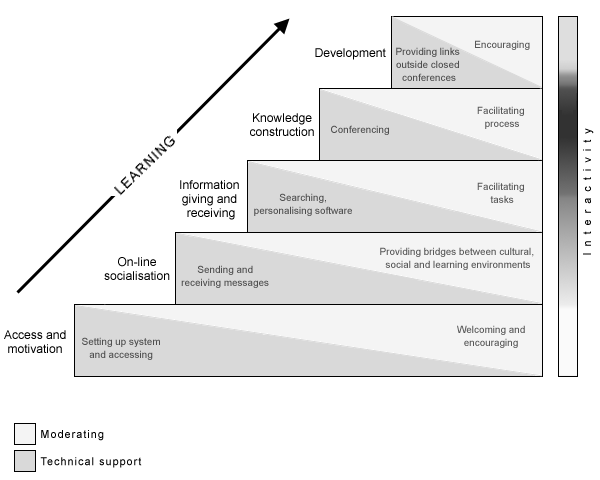 Development
Providing links
outside closed
conferences
Encouraging
Knowledge
construction
Conferencing
Facilitating
process
Information
giving and
receiving
Searching,
personalising software
Facilitating
tasks
On-line
socialisation
Sending and
receiving messages
Providing bridges between cultural,
social and learning environments
Access and
motivation
Setting up system
and accessing
Welcoming and
encouraging
LEARNING
Interactivity
Moderating
Technical support